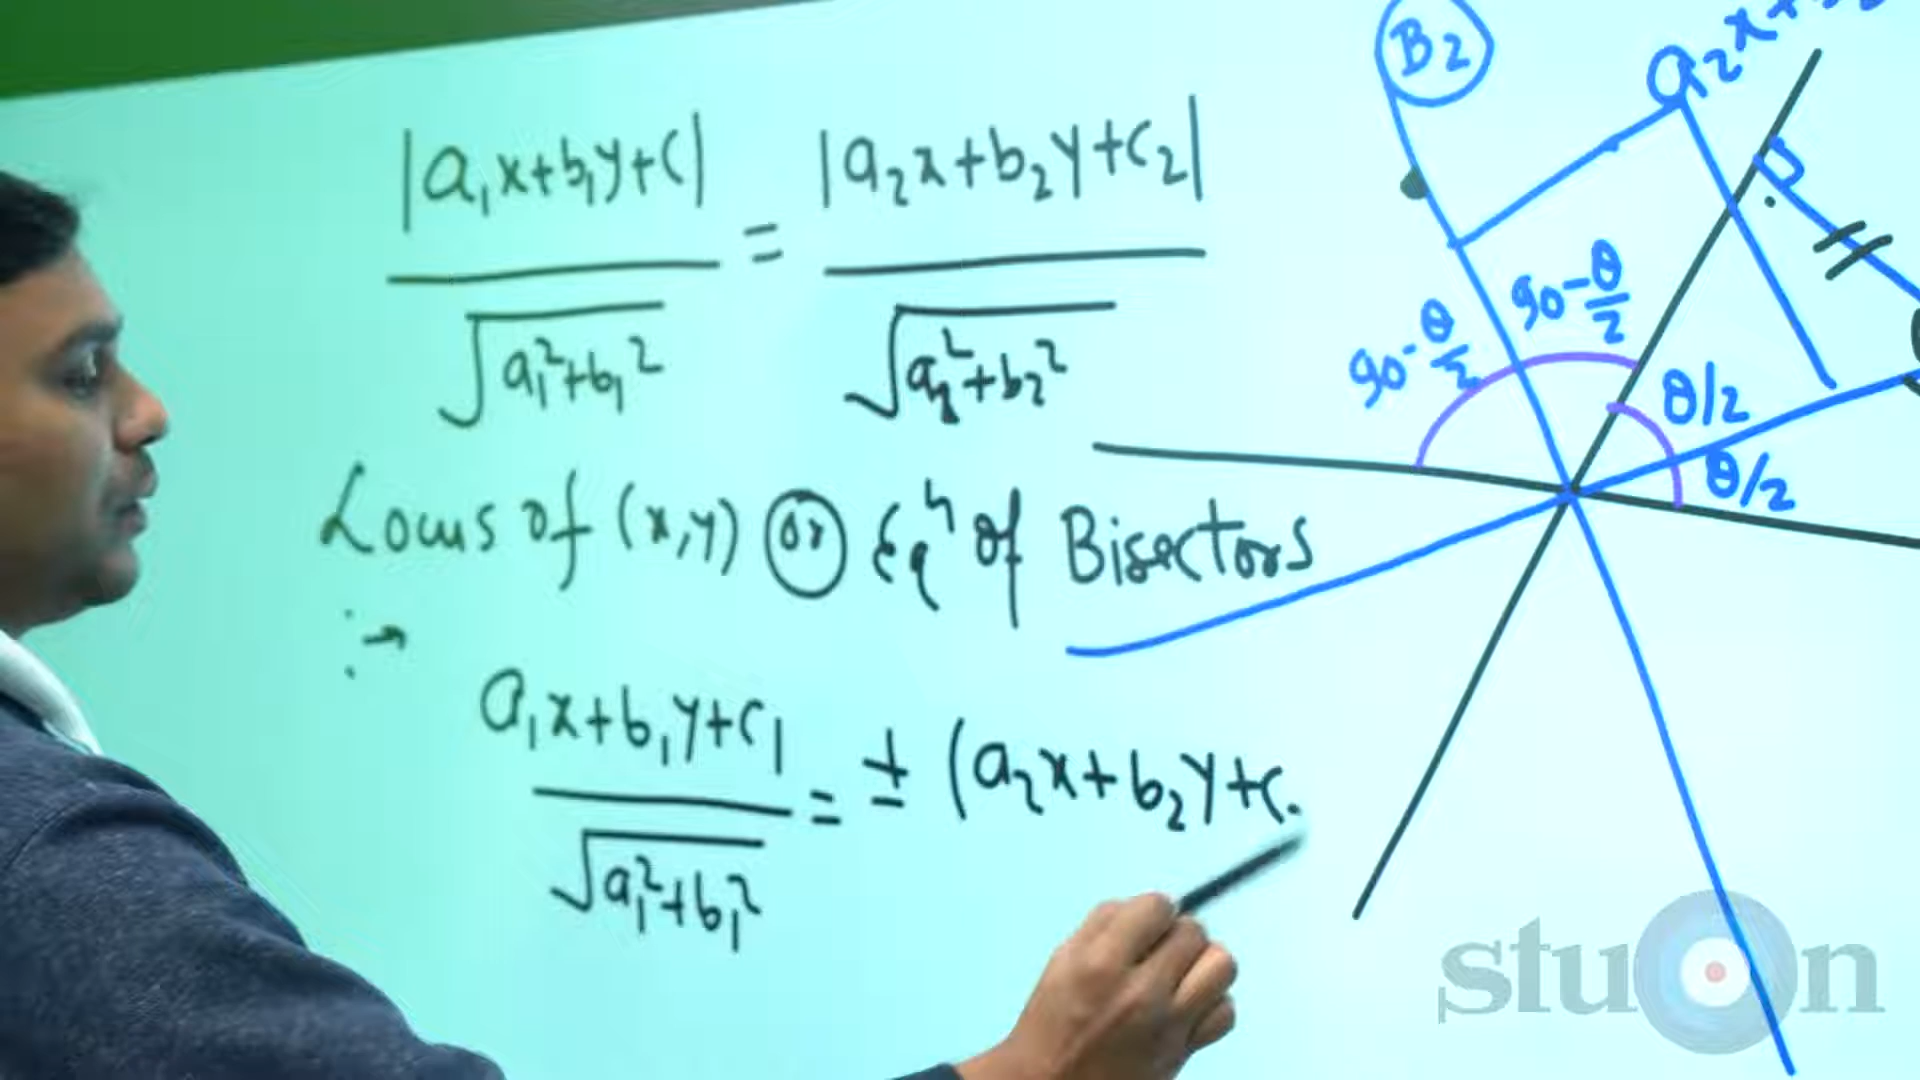 |a₁x+b₁y+c| / √(a₁²+b₁²) = |a₂x+b₂y+c₂| / √(a₂²+b₂²)
Locus of (x,y) or Eqⁿ of Bisectors
:→
a₁x+b₁y+c₁ / √(a₁²+b₁²) = ± (a₂x+b₂y+c
B₂
a₂x+
90-θ/2
90-θ/2
θ/2
θ/2
stuon